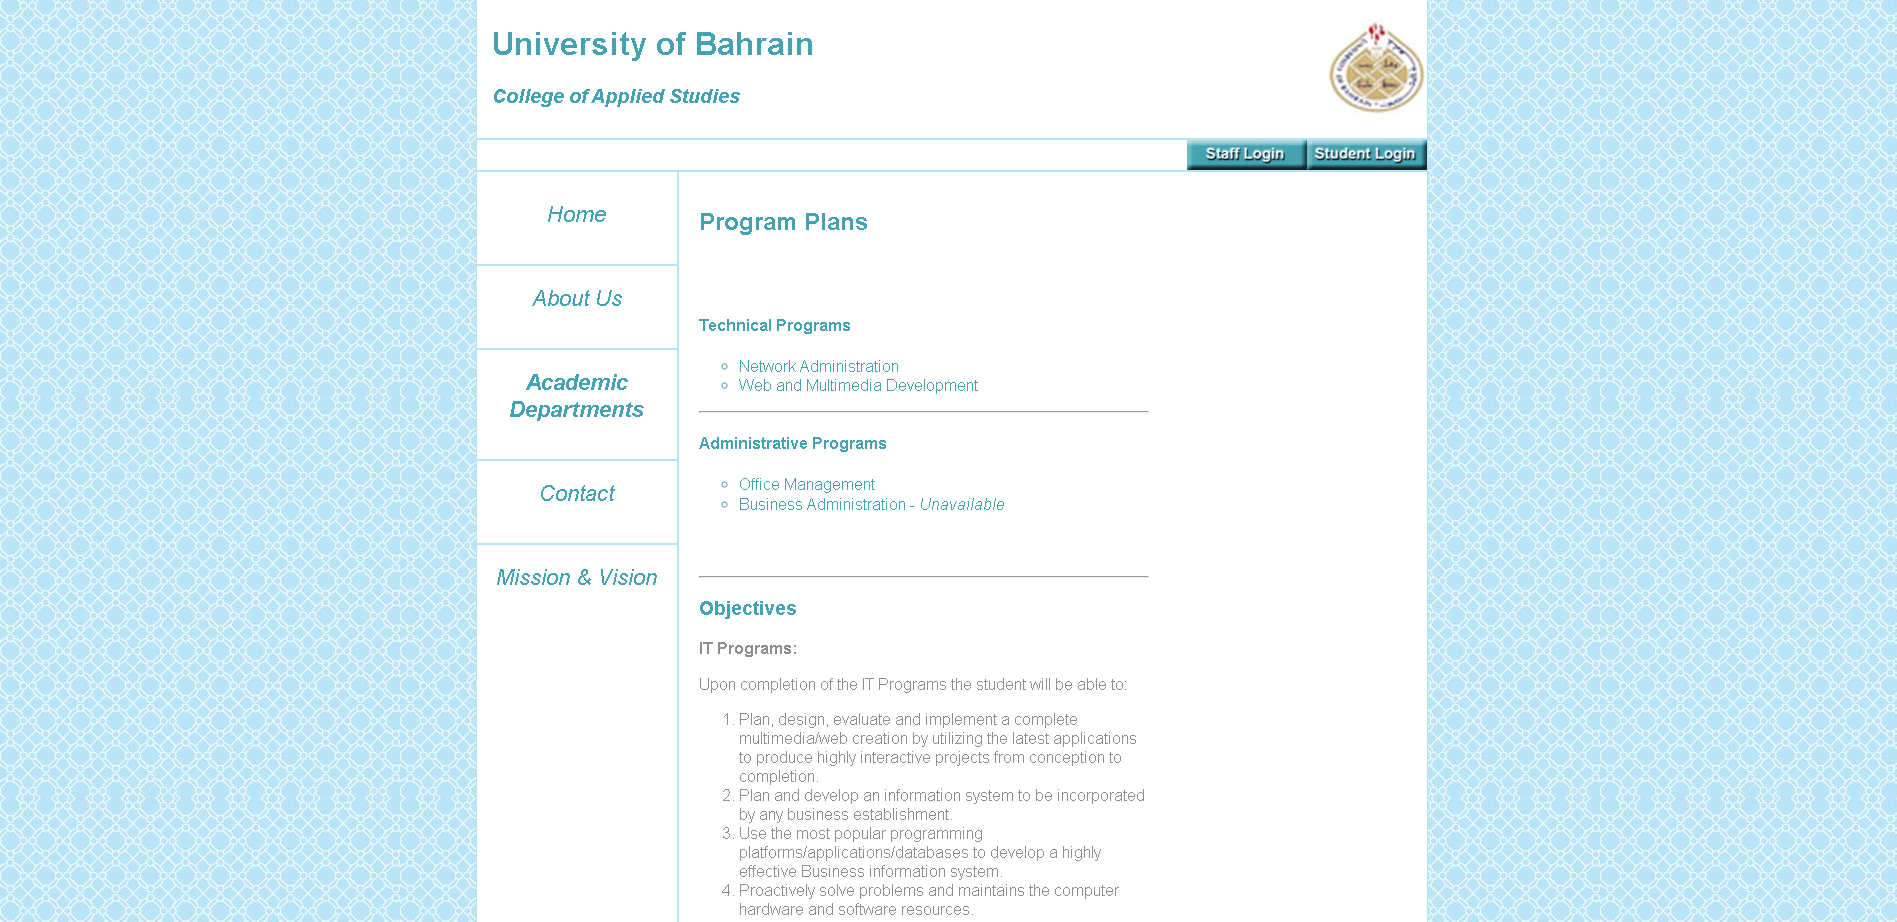 University of Bahrain
College of Applied Studies
Staff Login
Student Login
Home
About Us
Academic
Departments
Contact
Mission & Vision
Program Plans
Technical Programs
Network Administration
Web and Multimedia Development
Administrative Programs
Office Management
Business Administration - Unavailable
Objectives
IT Programs:
Upon completion of the IT Programs the student will be able to:
1. Plan, design, evaluate and implement a complete
multimedia/web creation by utilizing the latest applications
to produce highly interactive projects from conception to
completion.
2. Plan and develop an information system to be incorporated
by any business establishment.
3. Use the most popular programming
platforms/applications/databases to develop a highly
effective Business information system.
4. Proactively solve problems and maintains the computer
hardware and software resources.